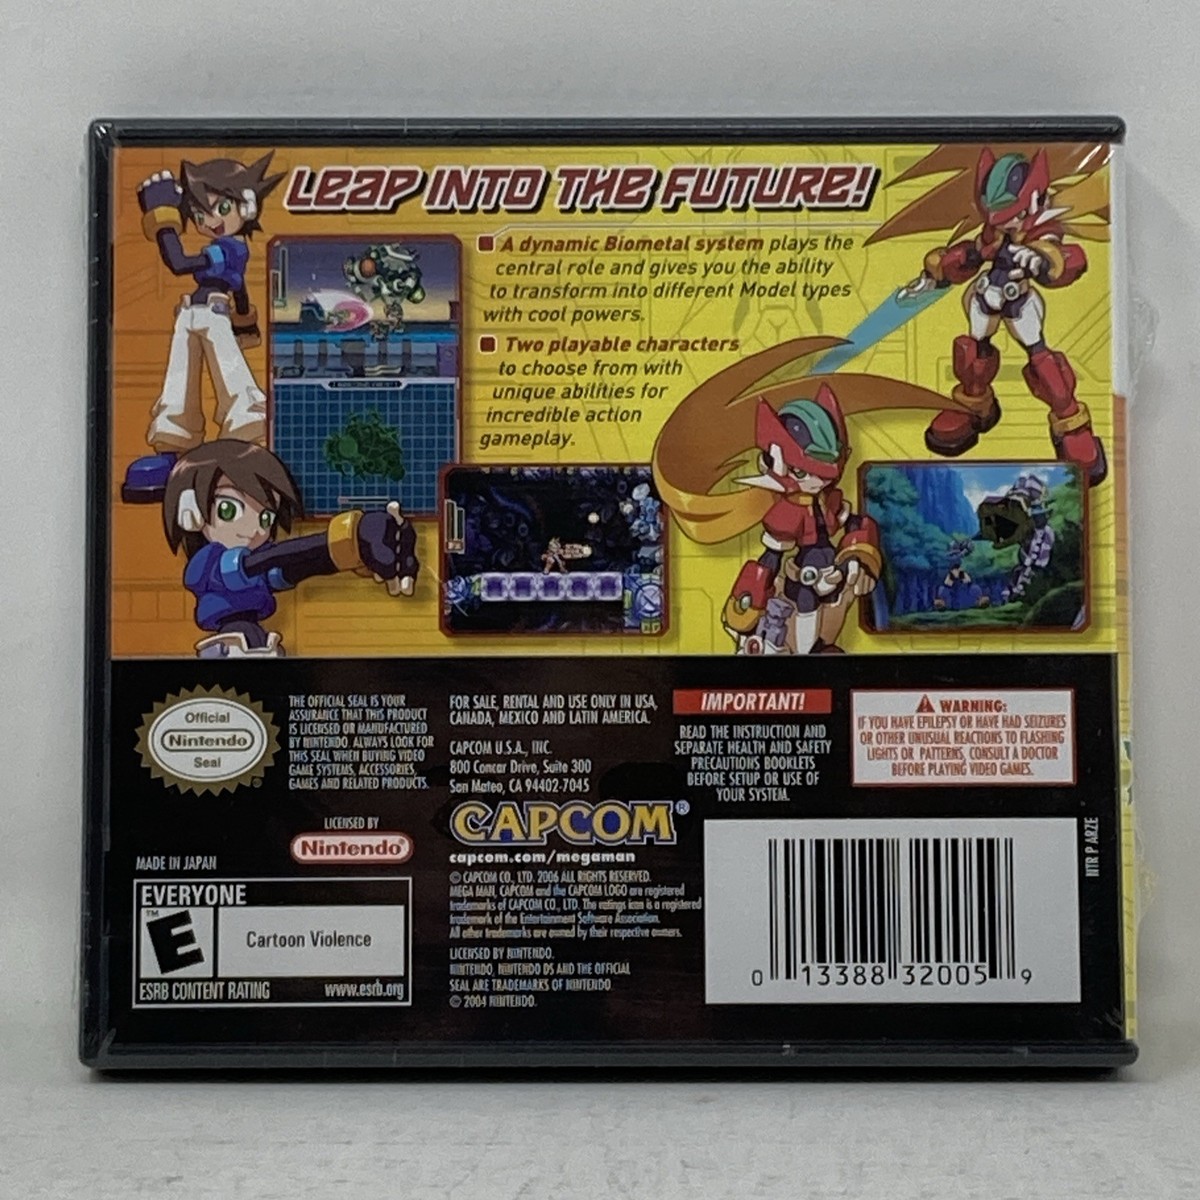 LEAP INTO THE FUTURE!
A dynamic Biometal system plays the
central role and gives you the ability
to transform into different Model types
with cool powers.
Two playable characters
to choose from with
unique abilities for
incredible action
gameplay.
Official
Nintendo
Seal
THE OFFICIAL SEAL IS YOUR
ASSURANCE THAT THIS PRODUCT
IS LICENSED OR MANUFACTURED
BY NINTENDO. ALWAYS LOOK FOR
THIS SEAL WHEN BUYING VIDEO
GAME SYSTEMS, ACCESSORIES,
GAMES AND RELATED PRODUCTS.
LICENSED BY
Nintendo®
MADE IN JAPAN
EVERYONE
E™
Cartoon Violence
ESRB CONTENT RATING www.esrb.org
FOR SALE, RENTAL AND USE ONLY IN USA,
CANADA, MEXICO AND LATIN AMERICA.
CAPCOM U.S.A., INC.
800 Concar Drive, Suite 300
San Mateo, CA 94402-7045
CAPCOM®
capcom.com/megaman
© CAPCOM CO., LTD. 2006 ALL RIGHTS RESERVED.
MEGA MAN, CAPCOM and the CAPCOM LOGO are registered
trademarks of CAPCOM CO., LTD. The ratings icon is a registered
trademark of the Entertainment Software Association.
All other trademarks are owned by their respective owners.
LICENSED BY NINTENDO.
NINTENDO, NINTENDO DS AND THE OFFICIAL
SEAL ARE TRADEMARKS OF NINTENDO
© 2004 NINTENDO.
IMPORTANT!
READ THE INSTRUCTION AND
SEPARATE HEALTH AND SAFETY
PRECAUTIONS BOOKLETS
BEFORE SETUP OR USE OF
YOUR SYSTEM.
WARNING:
IF YOU HAVE EPILEPSY OR HAVE HAD SEIZURES
OR OTHER UNUSUAL REACTIONS TO FLASHING
LIGHTS OR PATTERNS, CONSULT A DOCTOR
BEFORE PLAYING VIDEO GAMES.
NTR P ARZE
0 13388 32005 9